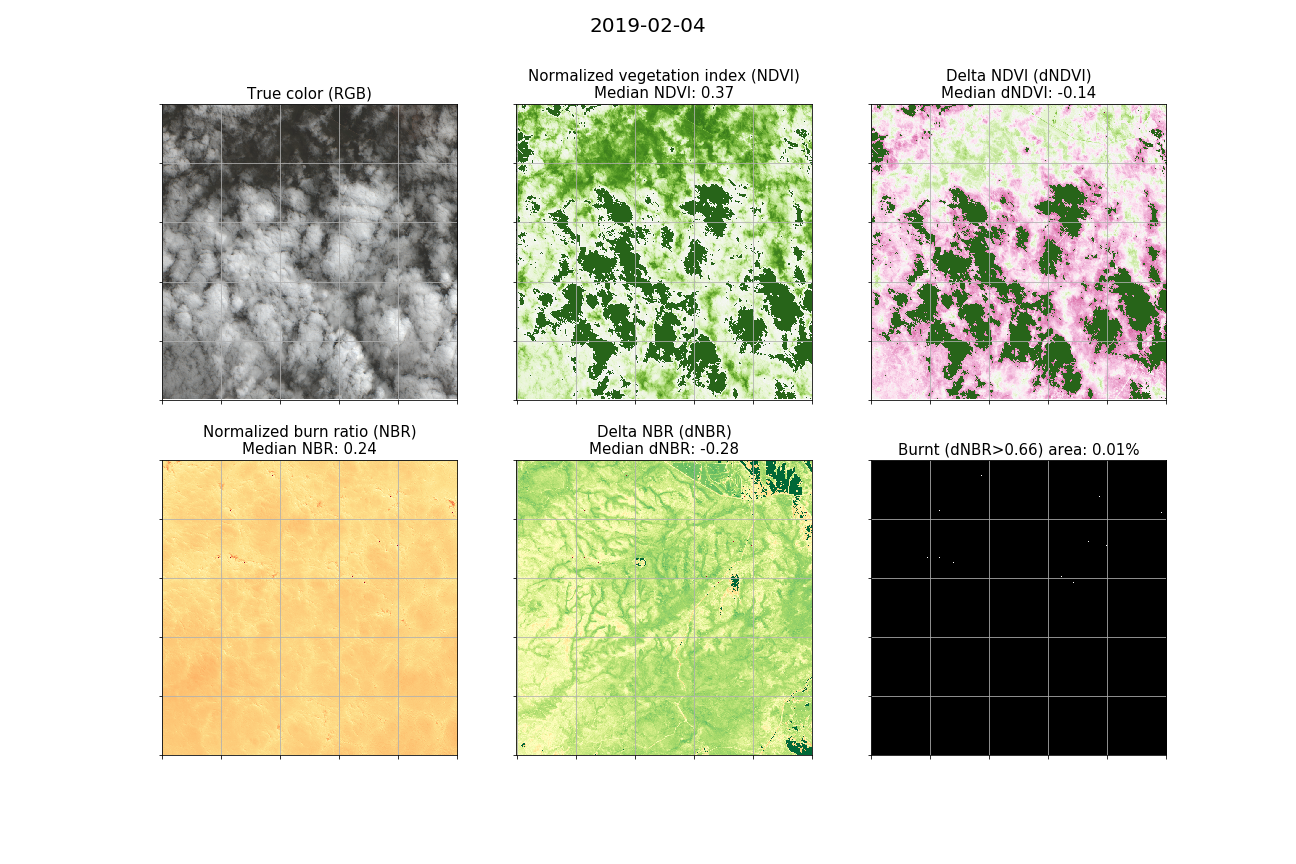 2019-02-04
True color (RGB)
Normalized vegetation index (NDVI)
Median NDVI: 0.37
Delta NDVI (dNDVI)
Median dNDVI: -0.14
Normalized burn ratio (NBR)
Median NBR: 0.24
Delta NBR (dNBR)
Median dNBR: -0.28
Burnt (dNBR>0.66) area: 0.01%